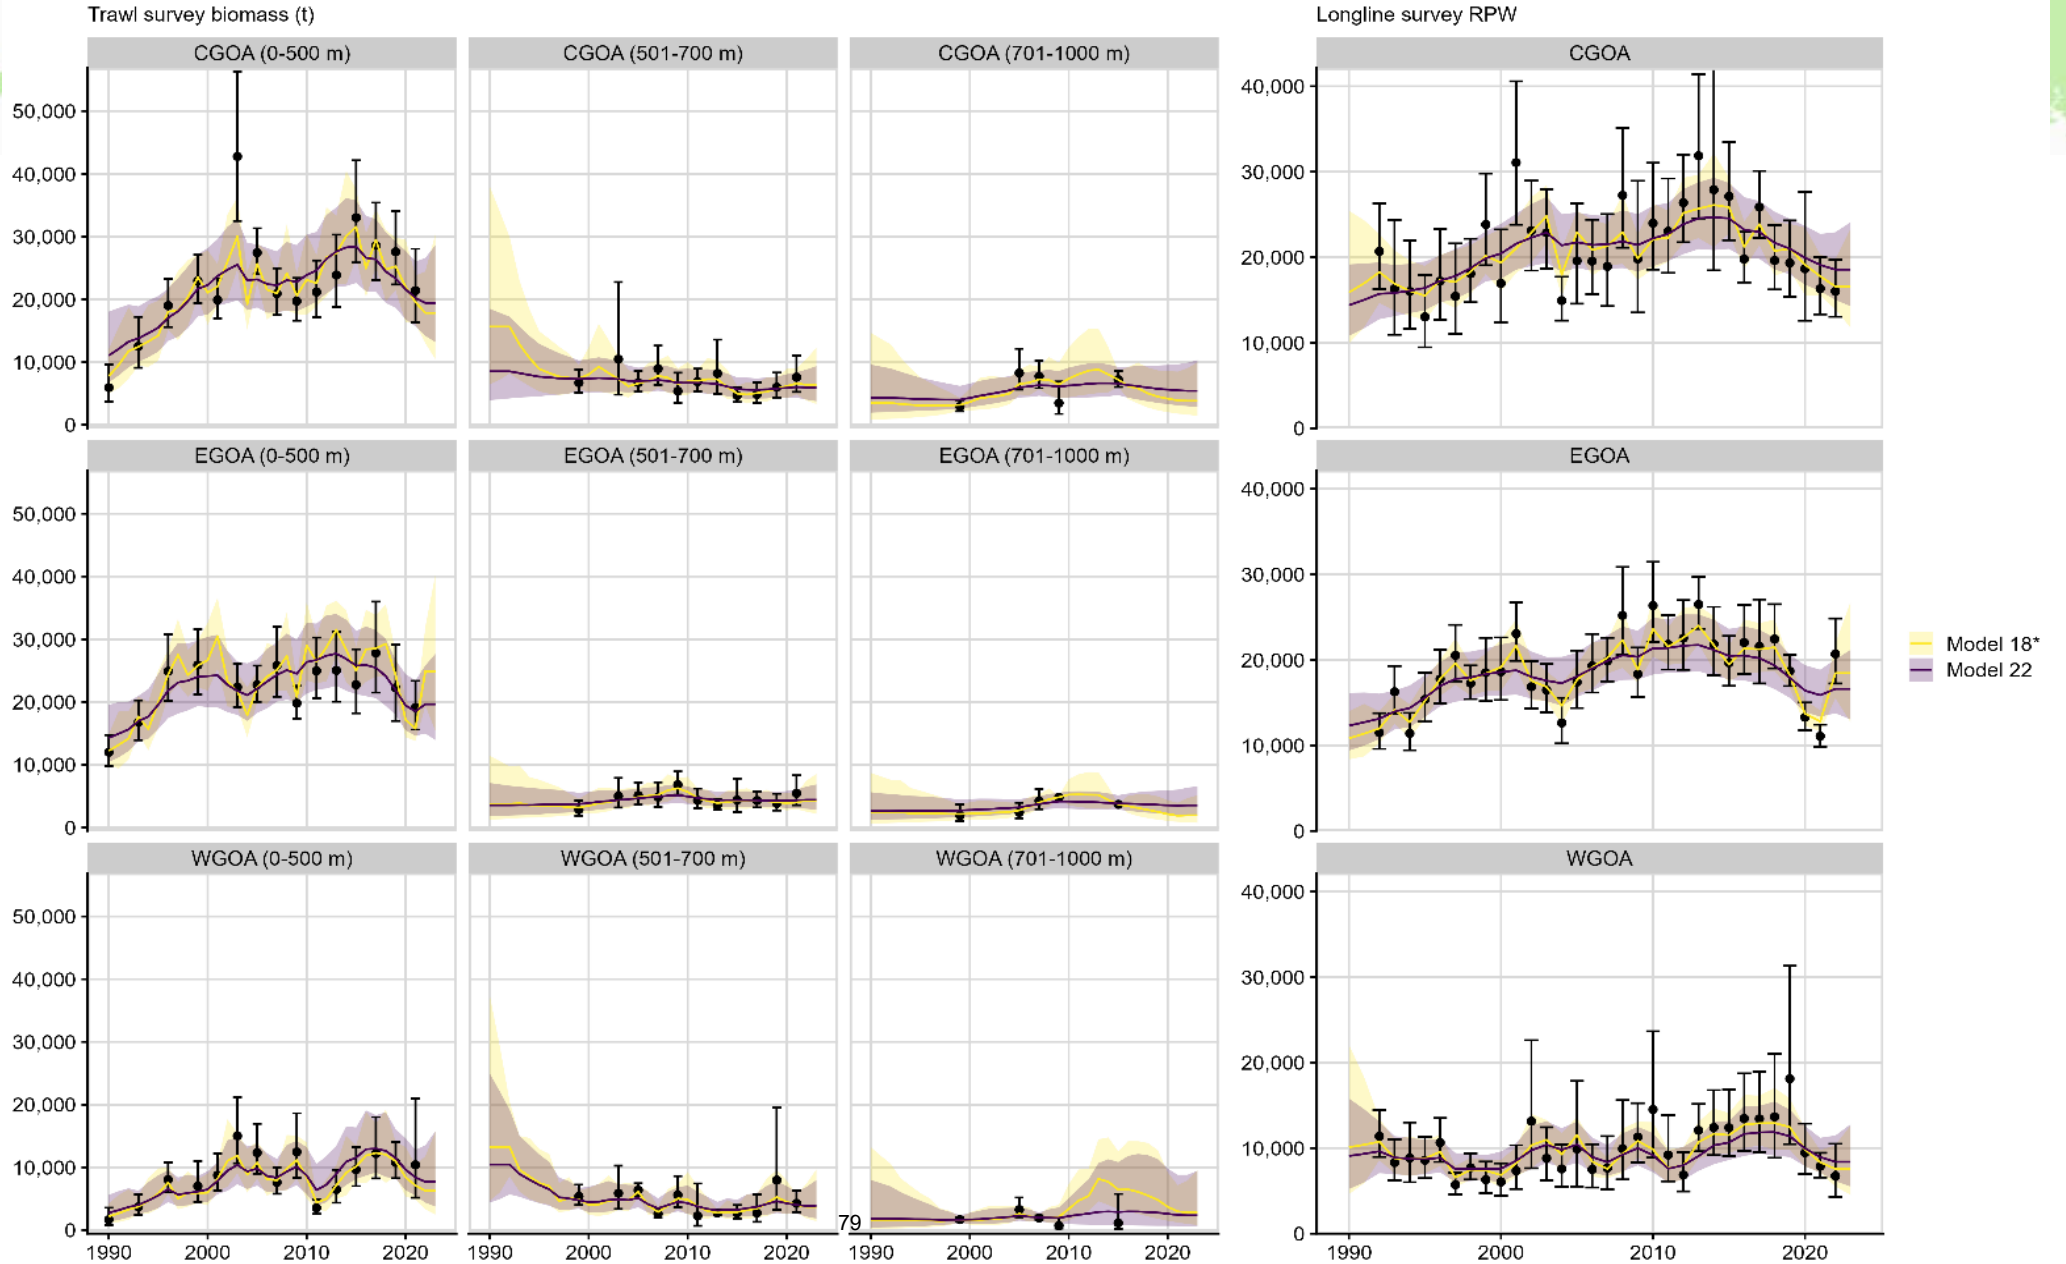 Trawl survey biomass (t)
Longline survey RPW
CGOA (0-500 m)
CGOA (501-700 m)
CGOA (701-1000 m)
CGOA
50,000
40,000
30,000
20,000
10,000
0
40,000
30,000
20,000
10,000
0
EGOA (0-500 m)
EGOA (501-700 m)
EGOA (701-1000 m)
EGOA
50,000
40,000
30,000
20,000
10,000
0
40,000
30,000
20,000
10,000
0
Model 18*
Model 22
WGOA (0-500 m)
WGOA (501-700 m)
WGOA (701-1000 m)
WGOA
50,000
40,000
30,000
20,000
10,000
0
40,000
30,000
20,000
10,000
0
79
1990 2000 2010 2020
1990 2000 2010 2020
1990 2000 2010 2020
1990 2000 2010 2020